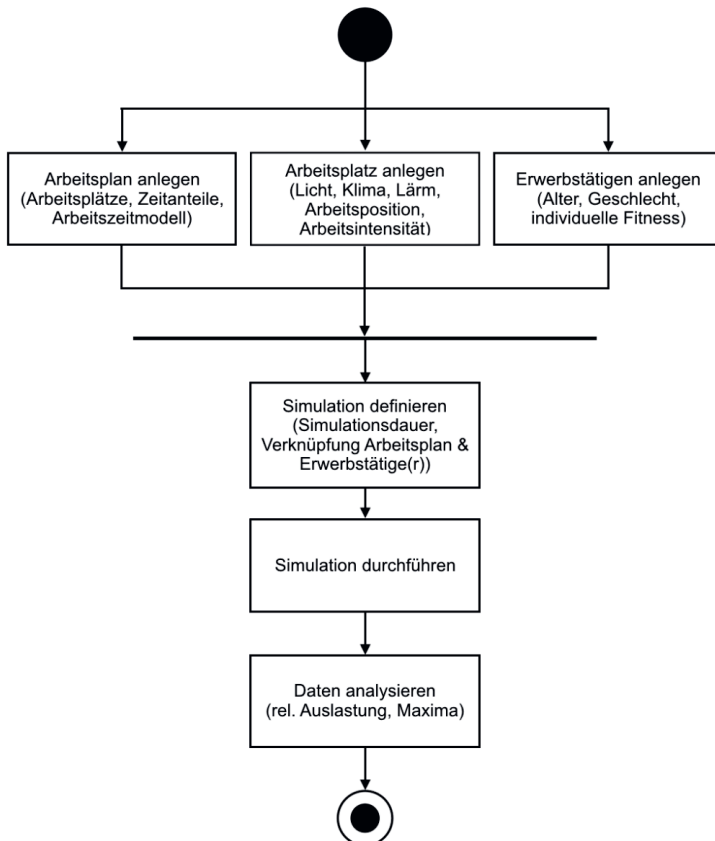 Arbeitsplan anlegen
(Arbeitsplätze, Zeitanteile,
Arbeitszeitmodell)
Arbeitsplatz anlegen
(Licht, Klima, Lärm,
Arbeitsposition,
Arbeitsintensität)
Erwerbstätigen anlegen
(Alter, Geschlecht,
individuelle Fitness)
Simulation definieren
(Simulationsdauer,
Verknüpfung Arbeitsplan &
Erwerbstätige(r))
Simulation durchführen
Daten analysieren
(rel. Auslastung, Maxima)